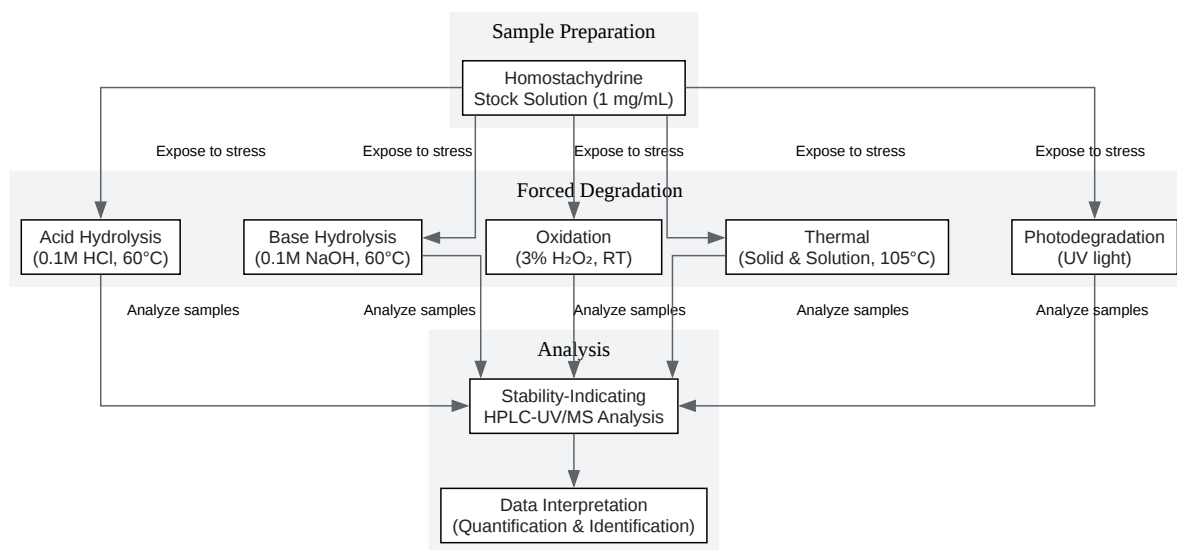 Sample Preparation
Homostachydrine
Stock Solution (1 mg/mL)
Expose to stress
Expose to stress
Expose to stress
Expose to stress
Expose to stress
Forced Degradation
Acid Hydrolysis
(0.1M HCl, 60°C)
Base Hydrolysis
(0.1M NaOH, 60°C)
Oxidation
(3% H₂O₂, RT)
Thermal
(Solid & Solution, 105°C)
Photodegradation
(UV light)
Analyze samples
Analyze samples
Analyze samples
Analyze samples
Analyze samples
Analysis
Stability-Indicating
HPLC-UV/MS Analysis
Data Interpretation
(Quantification & Identification)